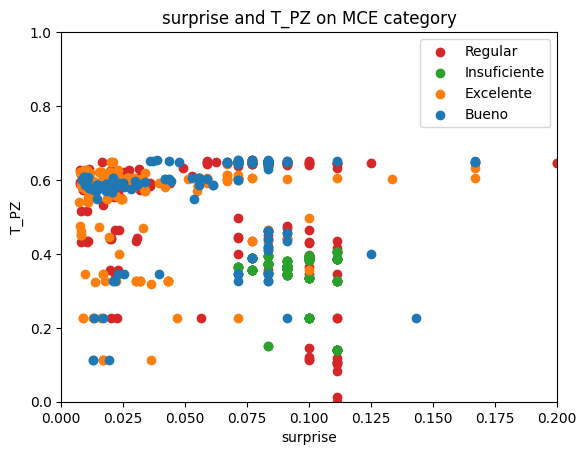 surprise and T_PZ on MCE category
1.0
0.8
0.6
0.4
0.2
0.0
T_PZ
Regular
Insuficiente
Excelente
Bueno
0.000 0.025 0.050 0.075 0.100 0.125 0.150 0.175 0.200
surprise